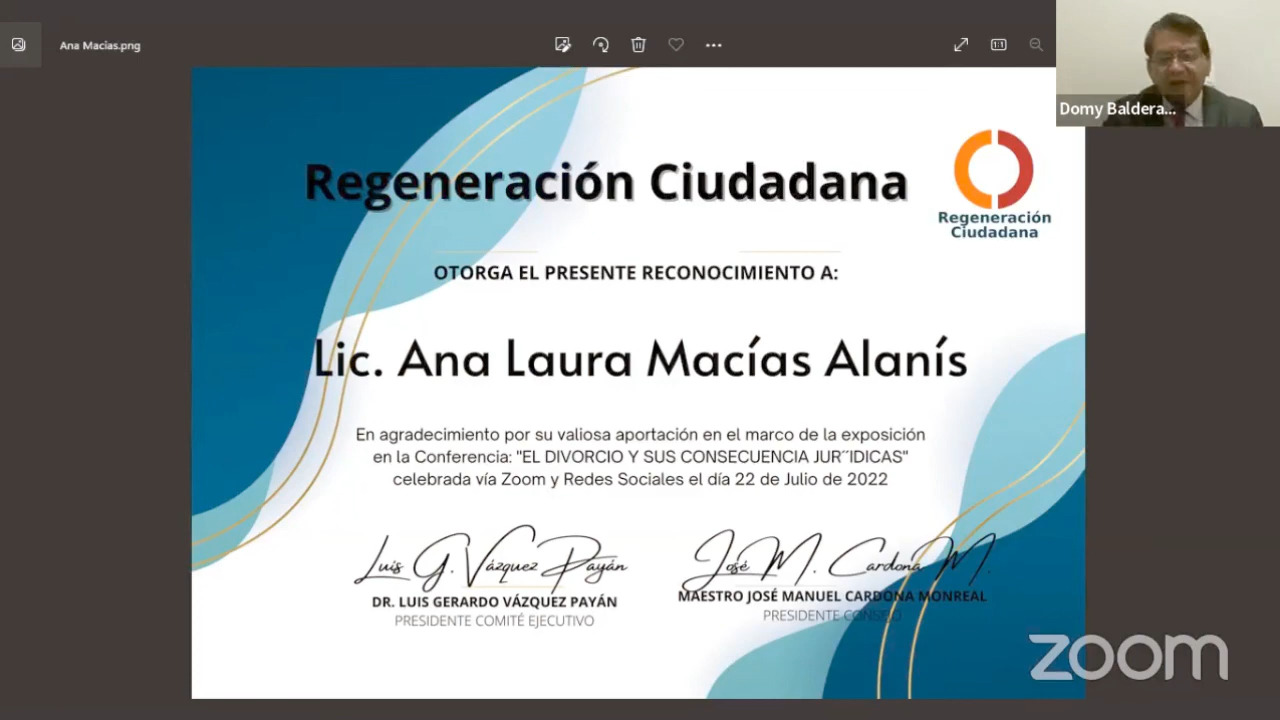 Ana Macias.png
Domy Baldera...
Regeneración Ciudadana
Regeneración
Ciudadana
OTORGA EL PRESENTE RECONOCIMIENTO A:
Lic. Ana Laura Macías Alanís
En agradecimiento por su valiosa aportación en el marco de la exposición
en la Conferencia: "EL DIVORCIO Y SUS CONSECUENCIA JUR´´IDICAS"
celebrada vía Zoom y Redes Sociales el día 22 de Julio de 2022
Luis G. Vázquez Payán
José M. Cardona M.
DR. LUIS GERARDO VÁZQUEZ PAYÁN
PRESIDENTE COMITÉ EJECUTIVO
MAESTRO JOSÉ MANUEL CARDONA MONREAL
PRESIDENTE CONSEJO
zoom